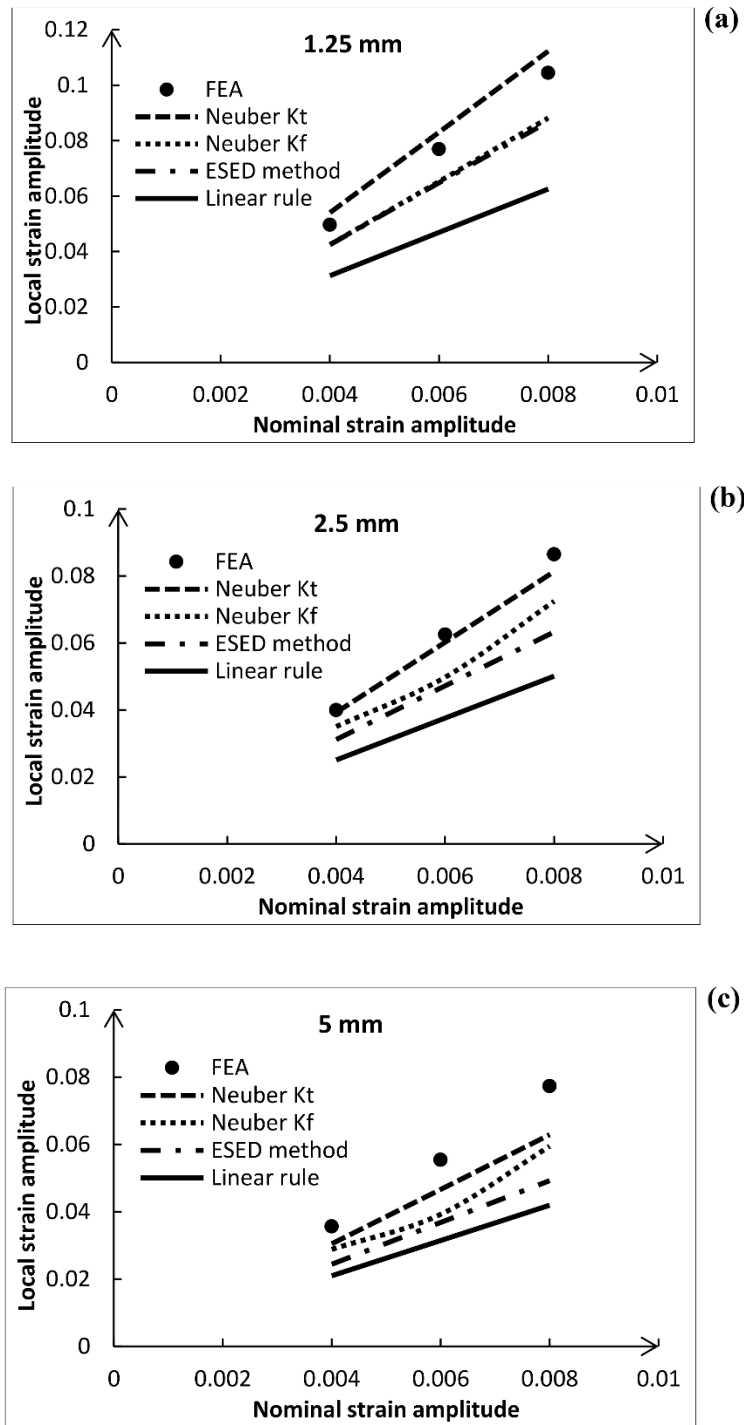 (a)
1.25 mm
FEA
Neuber Kt
Neuber Kf
ESED method
Linear rule
Local strain amplitude
0.12
0.1
0.08
0.06
0.04
0.02
0
0 0.002 0.004 0.006 0.008 0.01
Nominal strain amplitude
(b)
2.5 mm
FEA
Neuber Kt
Neuber Kf
ESED method
Linear rule
Local strain amplitude
0.1
0.08
0.06
0.04
0.02
0
0 0.002 0.004 0.006 0.008 0.01
Nominal strain amplitude
(c)
5 mm
FEA
Neuber Kt
Neuber Kf
ESED method
Linear rule
Local strain amplitude
0.1
0.08
0.06
0.04
0.02
0
0 0.002 0.004 0.006 0.008 0.01
Nominal strain amplitude